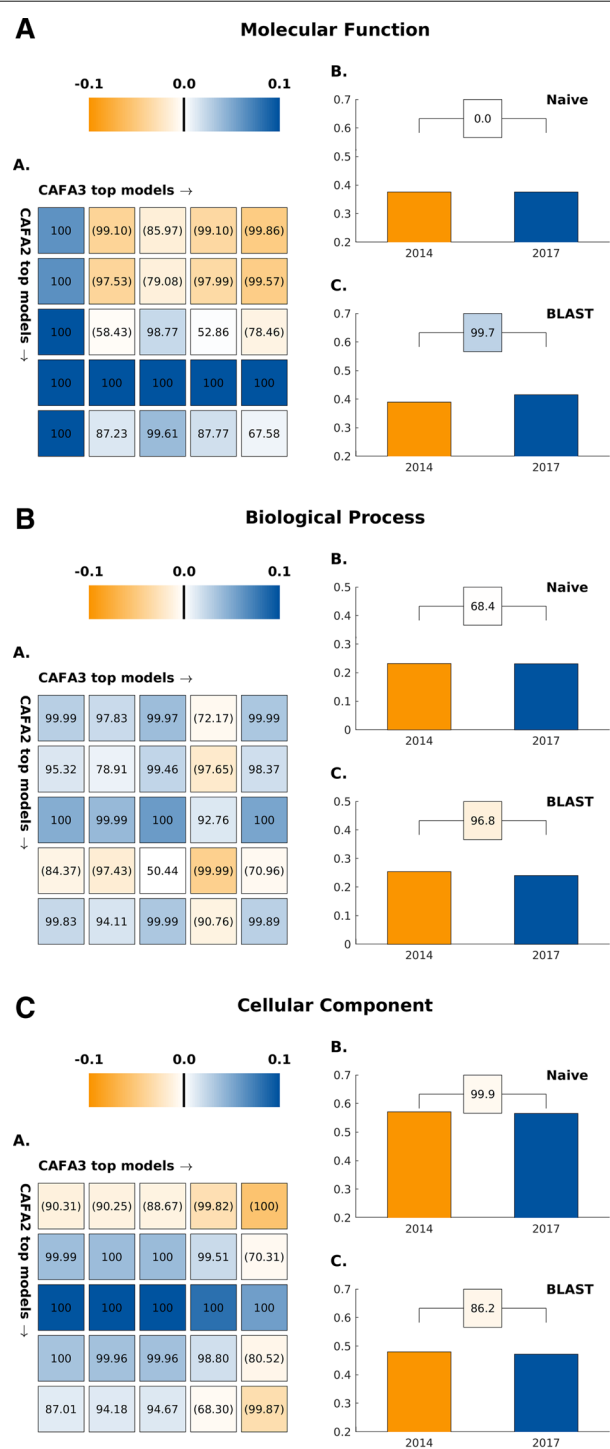 A
Molecular Function
-0.1 0.0 0.1
A.
CAFA3 top models →
CAFA2 top models →
100 (99.10) (85.97) (99.10) (99.86)
100 (97.53) (79.08) (97.99) (99.57)
100 (58.43) 98.77 52.86 (78.46)
100 100 100 100 100
100 87.23 99.61 87.77 67.58
B.
Naive
0.0
0.7
0.6
0.5
0.4
0.3
0.2
2014 2017
C.
BLAST
99.7
0.7
0.6
0.5
0.4
0.3
0.2
2014 2017
B
Biological Process
-0.1 0.0 0.1
A.
CAFA3 top models →
CAFA2 top models →
99.99 97.83 99.97 (72.17) 99.99
95.32 78.91 99.46 (97.65) 98.37
100 99.99 100 92.76 100
(84.37) (97.43) 50.44 (99.99) (70.96)
99.83 94.11 99.99 (90.76) 99.89
B.
Naive
68.4
0.5
0.4
0.3
0.2
0.1
0
2014 2017
C.
BLAST
96.8
0.5
0.4
0.3
0.2
0.1
0
2014 2017
C
Cellular Component
-0.1 0.0 0.1
A.
CAFA3 top models →
CAFA2 top models →
(90.31) (90.25) (88.67) (99.82) (100)
99.99 100 100 99.51 (70.31)
100 100 100 100 100
100 99.96 99.96 98.80 (80.52)
87.01 94.18 94.67 (68.30) (99.87)
B.
Naive
99.9
0.7
0.6
0.5
0.4
0.3
0.2
2014 2017
C.
BLAST
86.2
0.7
0.6
0.5
0.4
0.3
0.2
2014 2017